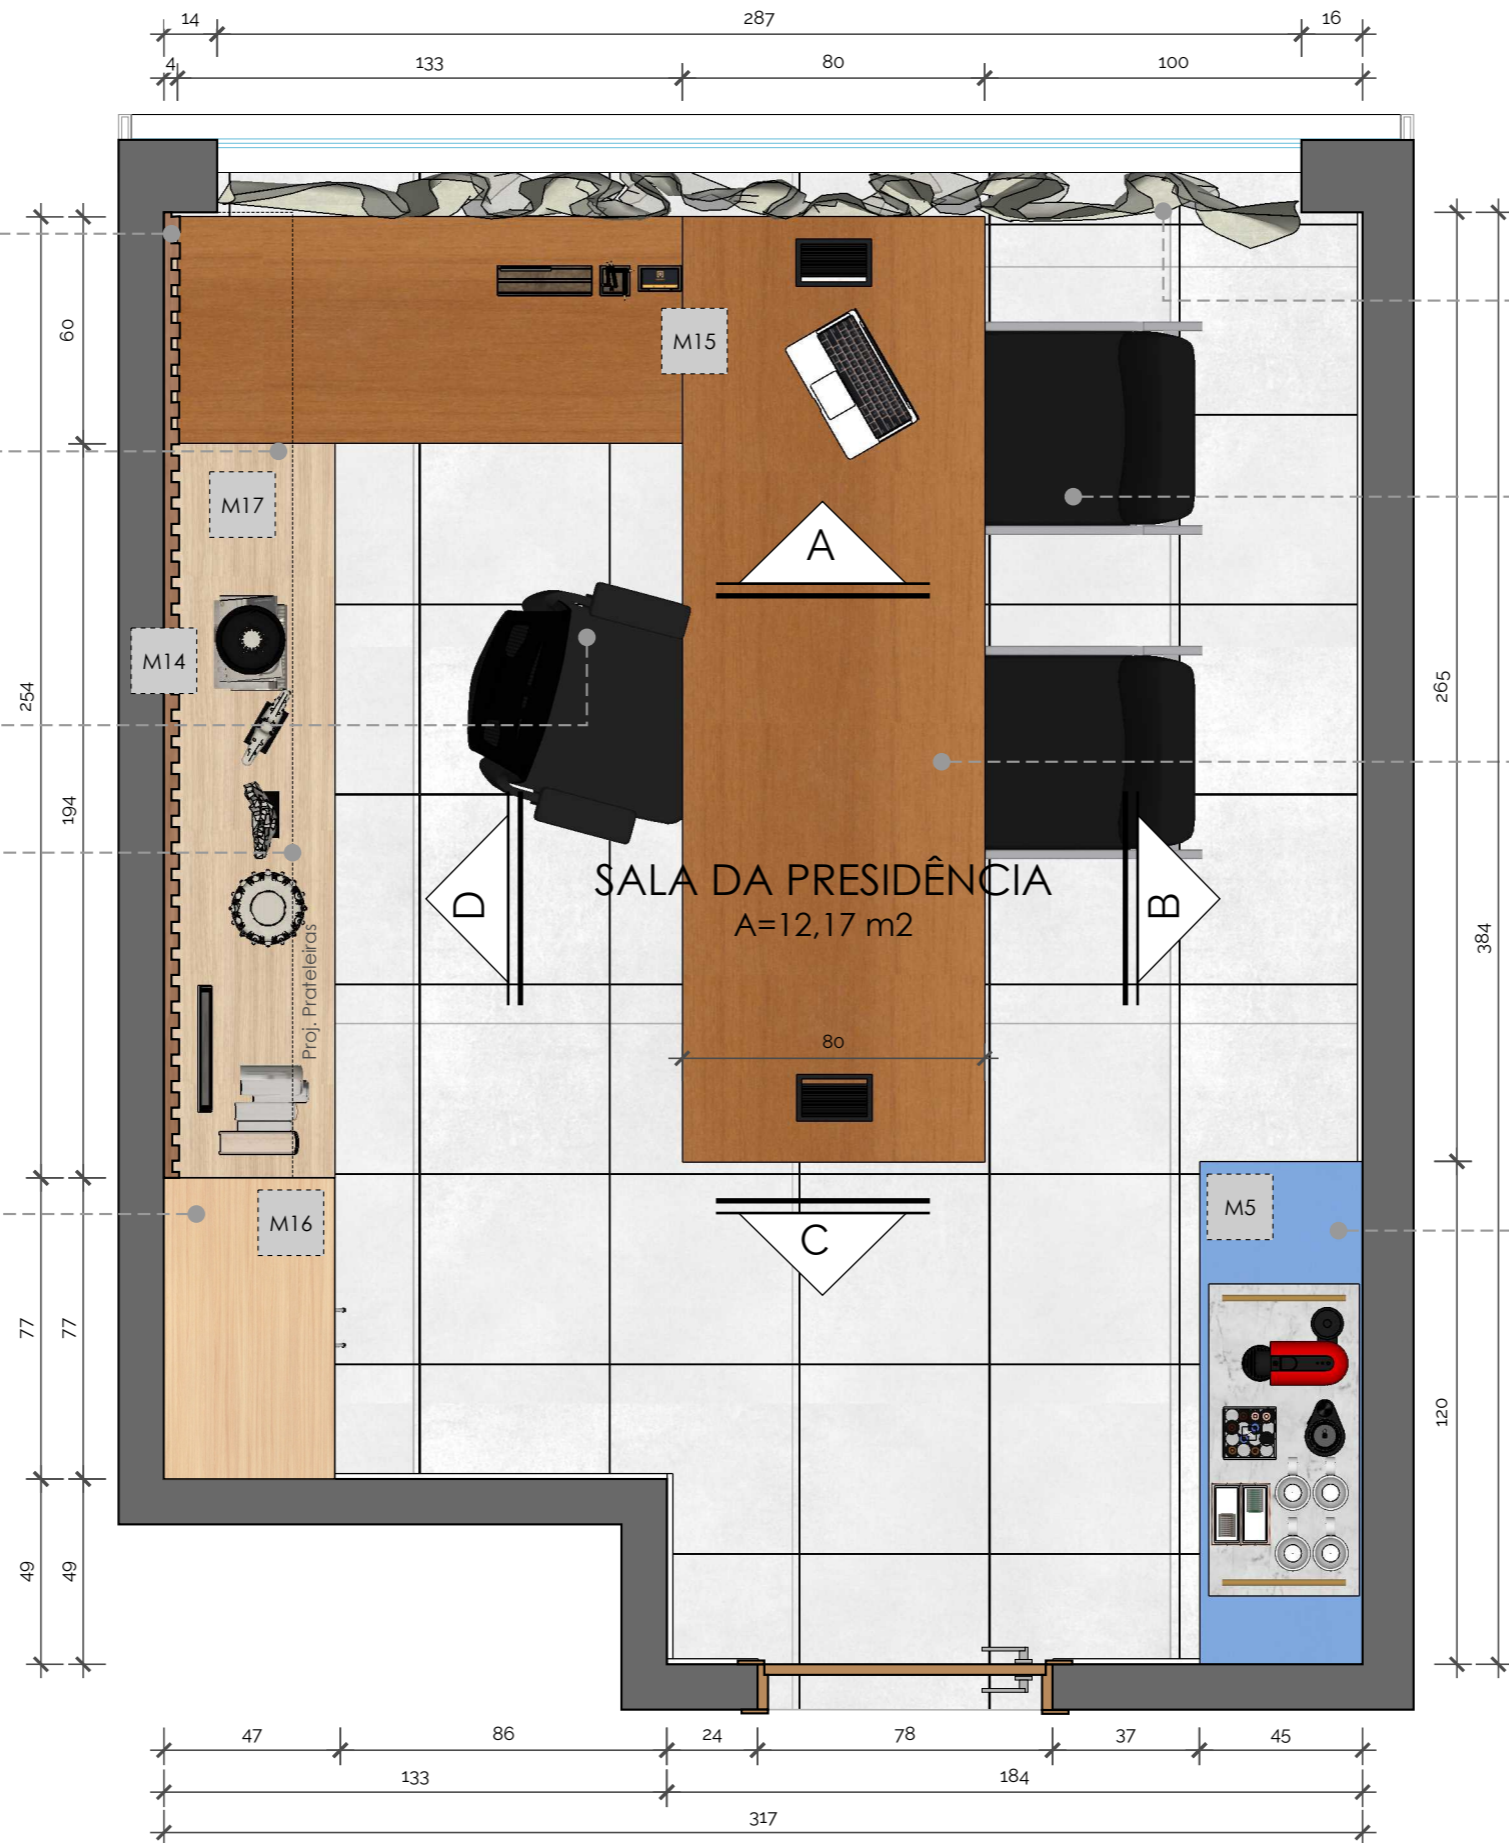 14 287 16
4 133 80 100
M15
60
M17
A
M14
254
265
194
SALA DA PRESIDÊNCIA
A=12,17 m2
D
B
384
Proj. Prateleiras
80
M5
M16
C
77
77
120
49
49
47 86 24 78 37 45
133 184
317